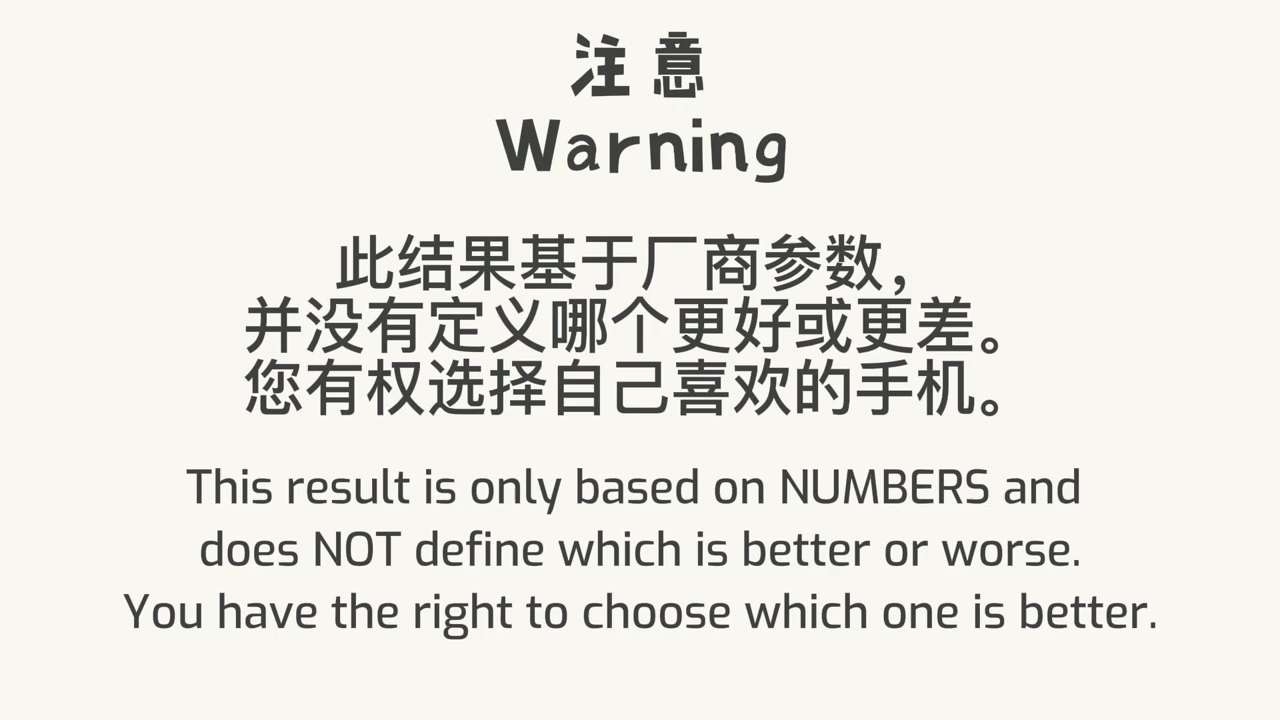 注意
Warning
此结果基于厂商参数，
并没有定义哪个更好或更差。
您有权选择自己喜欢的手机。
This result is only based on NUMBERS and
does NOT define which is better or worse.
You have the right to choose which one is better.